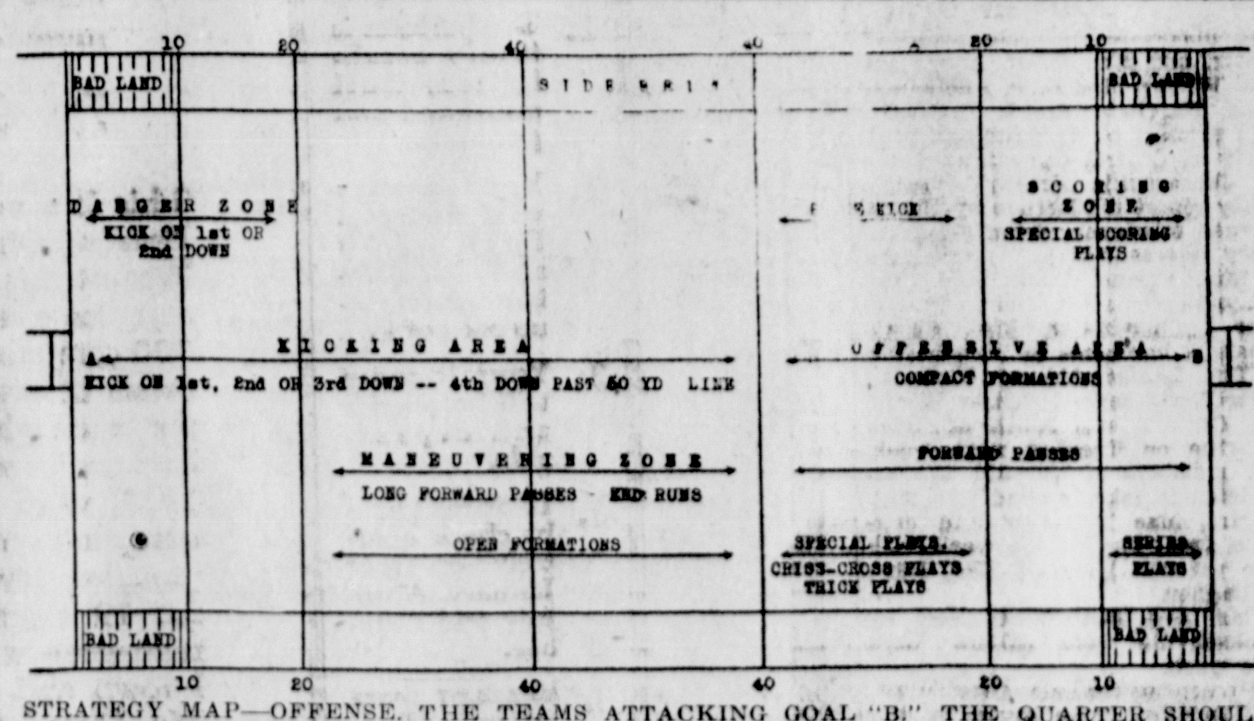 10 20 40 40 20 10
BAD LAND
BAD LAND
DANGER ZONE
KICK ON 1st OR
2nd DOWN
KICK
SCORING
ZONE
SPECIAL SCORING
PLAYS
KICKING AREA
A
KICK ON 1st, 2nd OR 3rd DOWN -- 4th DOWN PAST 50 YD LINE
OFFENSIVE AREA
B
COMPACT FORMATIONS
MANEUVERING ZONE
LONG FORWARD PASSES - END RUNS
FORWARD PASSES
OPEN FORMATIONS
SPECIAL PLAYS.
CRISS-CROSS PLAYS
TRICK PLAYS
SERIES
PLAYS
BAD LAND
BAD LAND
10 20 40 40 20 10
STRATEGY MAP—OFFENSE. THE TEAMS ATTACKING GOAL "B." THE QUARTER SHOUL